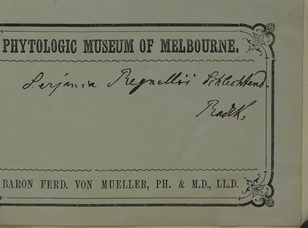 PHYTOLOGIC MUSEUM OF MELBOURNE.
Serjania Regnellii Schlechtend.
Radlk.
BARON FERD. VON MUELLER, PH. & M.D., LL.D.